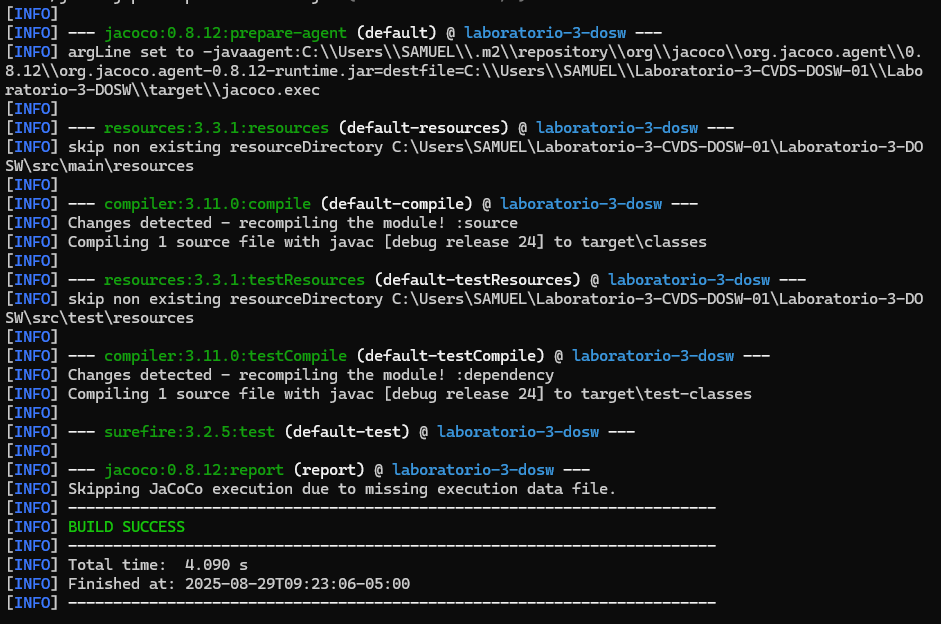 [INFO]
[INFO] --- jacoco:0.8.12:prepare-agent (default) @ laboratorio-3-dosw ---
[INFO] argLine set to -javaagent:C:\\Users\\SAMUEL\\.m2\\repository\\org\\jacoco\\org.jacoco.agent\\0.
8.12\\org.jacoco.agent-0.8.12-runtime.jar=destfile=C:\\Users\\SAMUEL\\Laboratorio-3-CVDS-DOSW-01\\Labo
ratorio-3-DOSW\\target\\jacoco.exec
[INFO]
[INFO] --- resources:3.3.1:resources (default-resources) @ laboratorio-3-dosw ---
[INFO] skip non existing resourceDirectory C:\Users\SAMUEL\Laboratorio-3-CVDS-DOSW-01\Laboratorio-3-DO
SW\src\main\resources
[INFO]
[INFO] --- compiler:3.11.0:compile (default-compile) @ laboratorio-3-dosw ---
[INFO] Changes detected - recompiling the module! :source
[INFO] Compiling 1 source file with javac [debug release 24] to target\classes
[INFO]
[INFO] --- resources:3.3.1:testResources (default-testResources) @ laboratorio-3-dosw ---
[INFO] skip non existing resourceDirectory C:\Users\SAMUEL\Laboratorio-3-CVDS-DOSW-01\Laboratorio-3-DO
SW\src\test\resources
[INFO]
[INFO] --- compiler:3.11.0:testCompile (default-testCompile) @ laboratorio-3-dosw ---
[INFO] Changes detected - recompiling the module! :dependency
[INFO] Compiling 1 source file with javac [debug release 24] to target\test-classes
[INFO]
[INFO] --- surefire:3.2.5:test (default-test) @ laboratorio-3-dosw ---
[INFO]
[INFO] --- jacoco:0.8.12:report (report) @ laboratorio-3-dosw ---
[INFO] Skipping JaCoCo execution due to missing execution data file.
[INFO] ------------------------------------------------------------------------
[INFO] BUILD SUCCESS
[INFO] ------------------------------------------------------------------------
[INFO] Total time:  4.090 s
[INFO] Finished at: 2025-08-29T09:23:06-05:00
[INFO] ------------------------------------------------------------------------